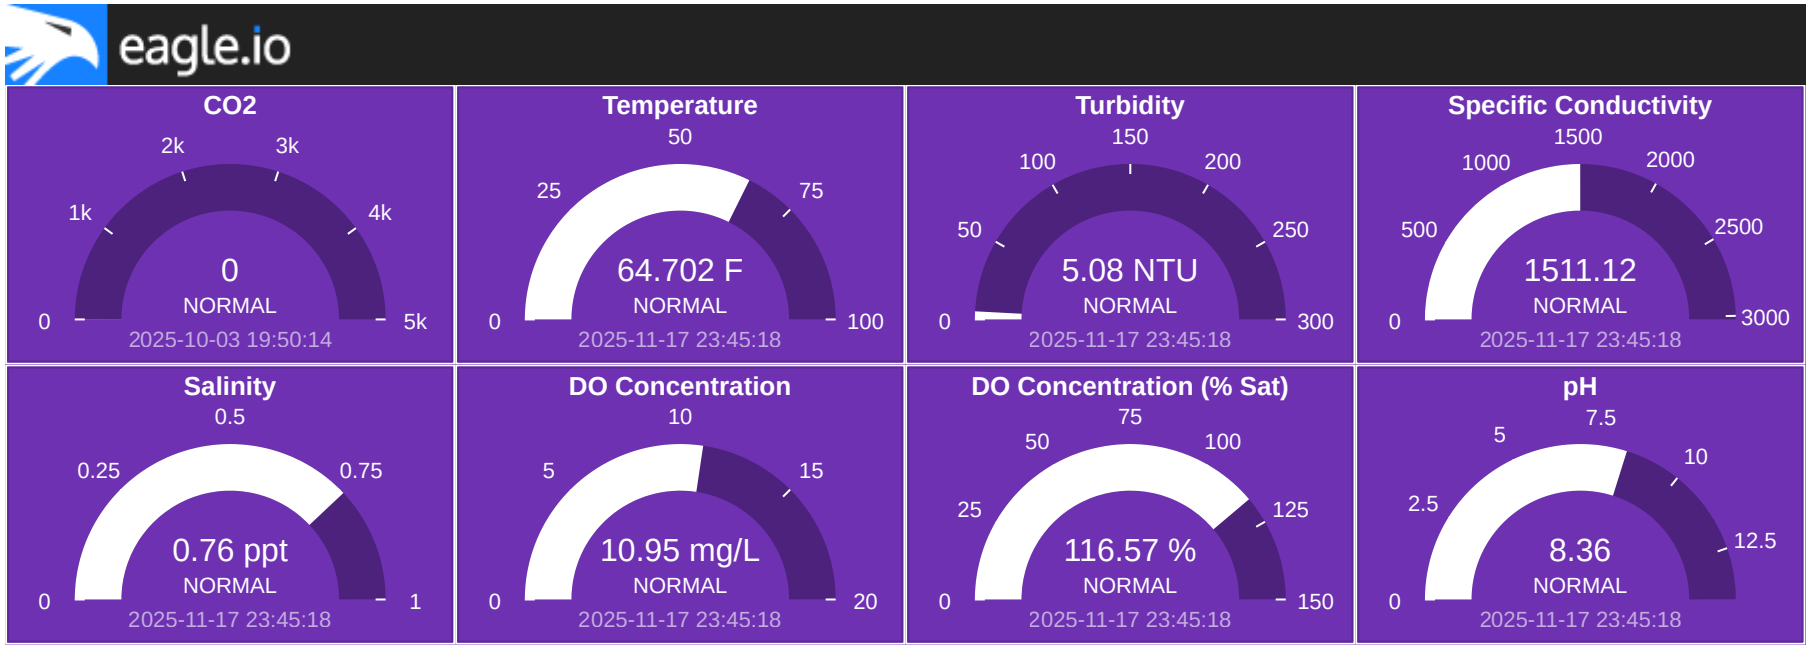 eagle.io
CO2
0
1k
2k
3k
4k
5k
0
NORMAL
2025-10-03 19:50:14
Temperature
0
25
50
75
100
64.702 F
NORMAL
2025-11-17 23:45:18
Turbidity
0
50
100
150
200
250
300
5.08 NTU
NORMAL
2025-11-17 23:45:18
Specific Conductivity
0
500
1000
1500
2000
2500
3000
1511.12
NORMAL
2025-11-17 23:45:18
Salinity
0
0.25
0.5
0.75
1
0.76 ppt
NORMAL
2025-11-17 23:45:18
DO Concentration
0
5
10
15
20
10.95 mg/L
NORMAL
2025-11-17 23:45:18
DO Concentration (% Sat)
0
25
50
75
100
125
150
116.57 %
NORMAL
2025-11-17 23:45:18
pH
0
2.5
5
7.5
10
12.5
8.36
NORMAL
2025-11-17 23:45:18